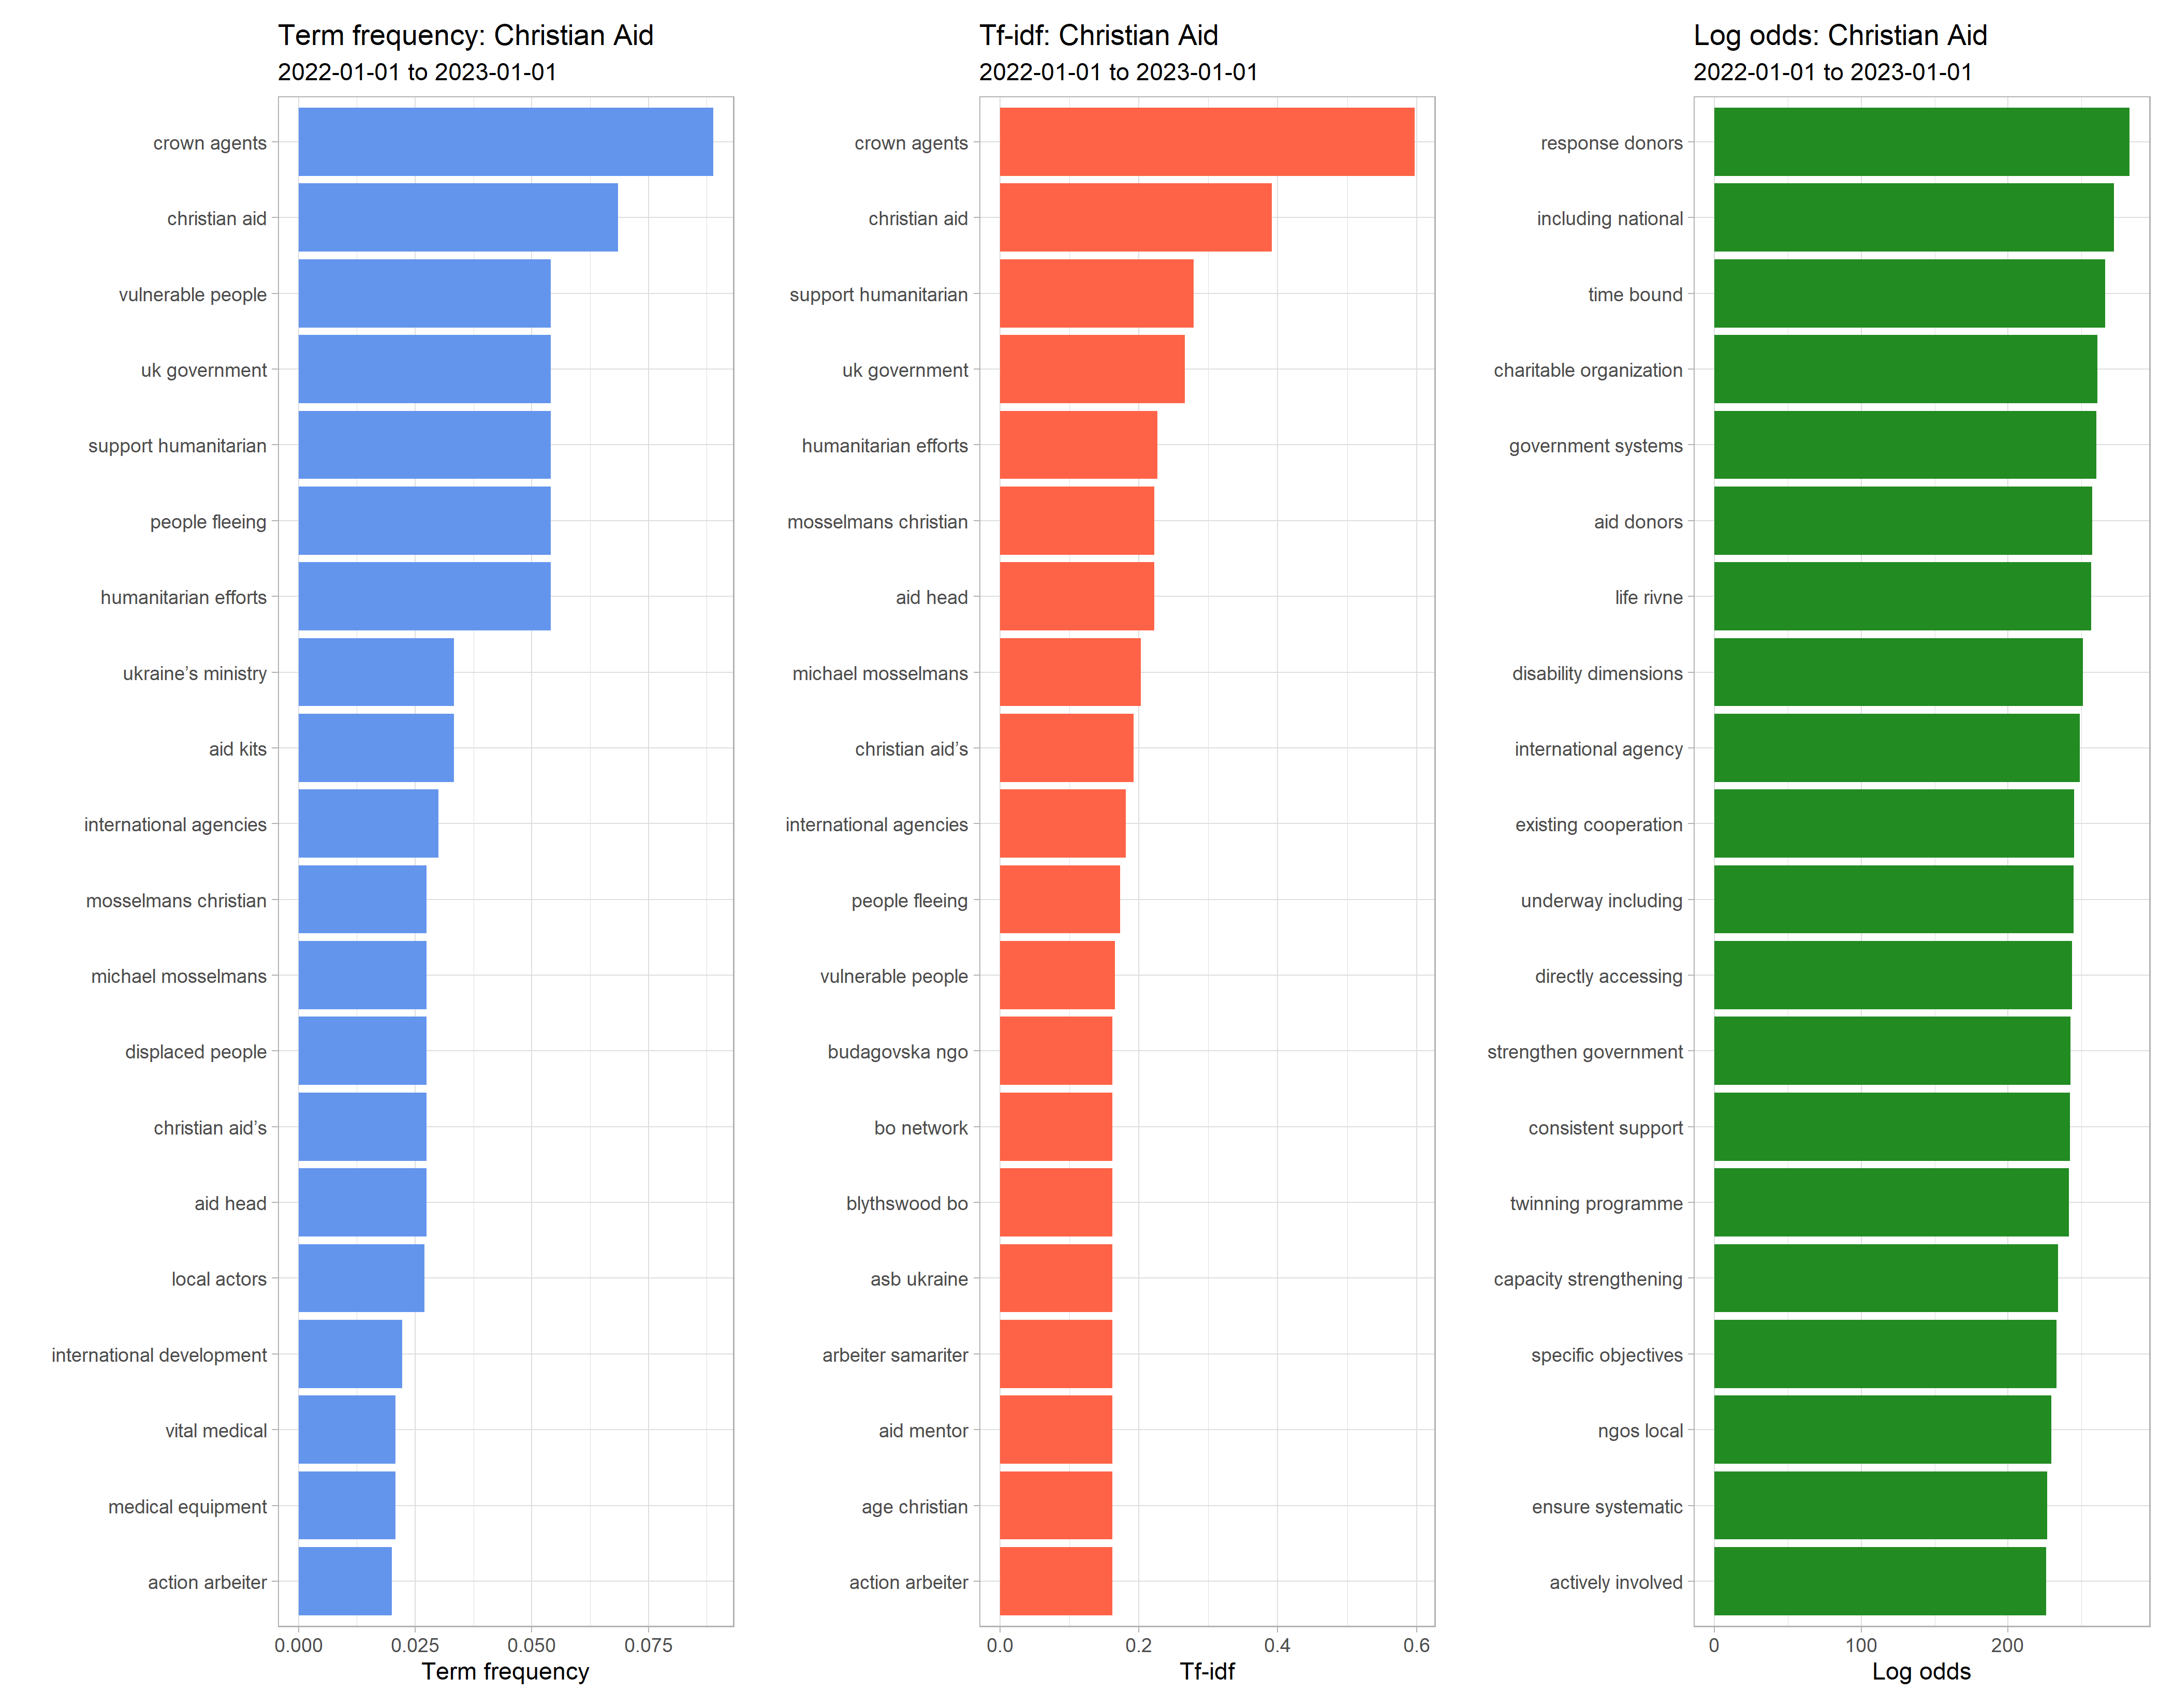 Term frequency: Christian Aid
2022-01-01 to 2023-01-01
crown agents
christian aid
vulnerable people
uk government
support humanitarian
people fleeing
humanitarian efforts
ukraine’s ministry
aid kits
international agencies
mosselmans christian
michael mosselmans
displaced people
christian aid’s
aid head
local actors
international development
vital medical
medical equipment
action arbeiter
0.000 0.025 0.050 0.075
Term frequency
Tf-idf: Christian Aid
2022-01-01 to 2023-01-01
crown agents
christian aid
support humanitarian
uk government
humanitarian efforts
mosselmans christian
aid head
michael mosselmans
christian aid’s
international agencies
people fleeing
vulnerable people
budagovska ngo
bo network
blythswood bo
asb ukraine
arbeiter samariter
aid mentor
age christian
action arbeiter
0.0 0.2 0.4 0.6
Tf-idf
Log odds: Christian Aid
2022-01-01 to 2023-01-01
response donors
including national
time bound
charitable organization
government systems
aid donors
life rivne
disability dimensions
international agency
existing cooperation
underway including
directly accessing
strengthen government
consistent support
twinning programme
capacity strengthening
specific objectives
ngos local
ensure systematic
actively involved
0 100 200
Log odds